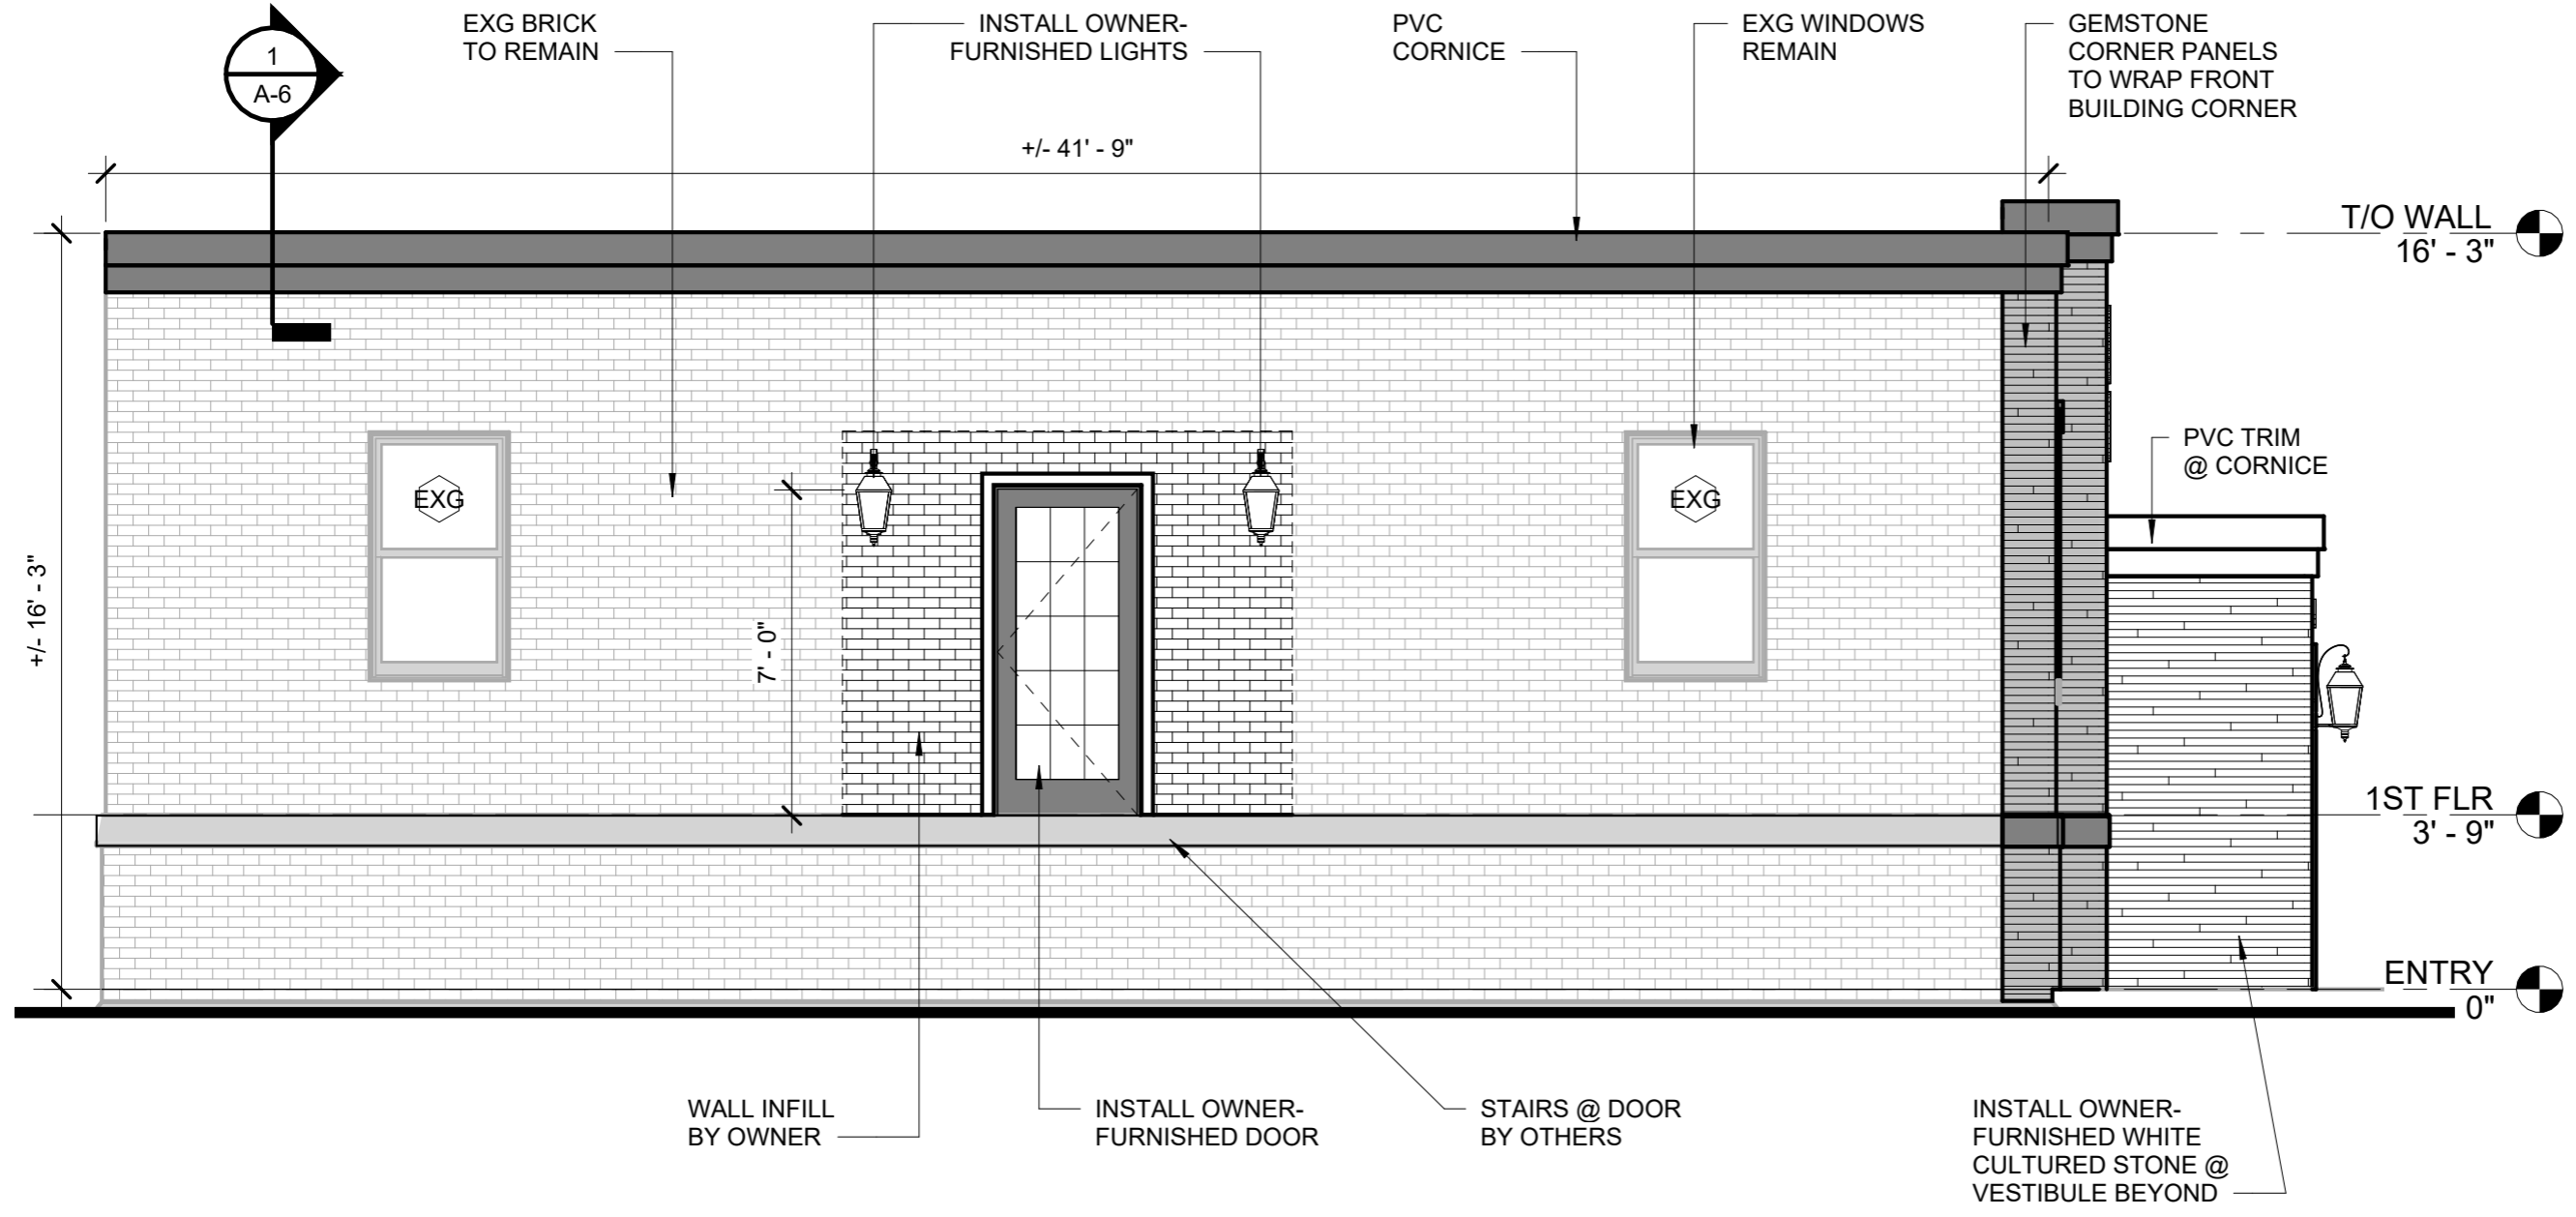 1
A-6
EXG BRICK
TO REMAIN
INSTALL OWNER-
FURNISHED LIGHTS
PVC
CORNICE
EXG WINDOWS
REMAIN
GEMSTONE
CORNER PANELS
TO WRAP FRONT
BUILDING CORNER
+/- 41' - 9"
T/O WALL
16' - 3"
PVC TRIM
@ CORNICE
EXG
EXG
+/- 16' - 3"
7' - 0"
1ST FLR
3' - 9"
ENTRY
0"
WALL INFILL
BY OWNER
INSTALL OWNER-
FURNISHED DOOR
STAIRS @ DOOR
BY OTHERS
INSTALL OWNER-
FURNISHED WHITE
CULTURED STONE @
VESTIBULE BEYOND